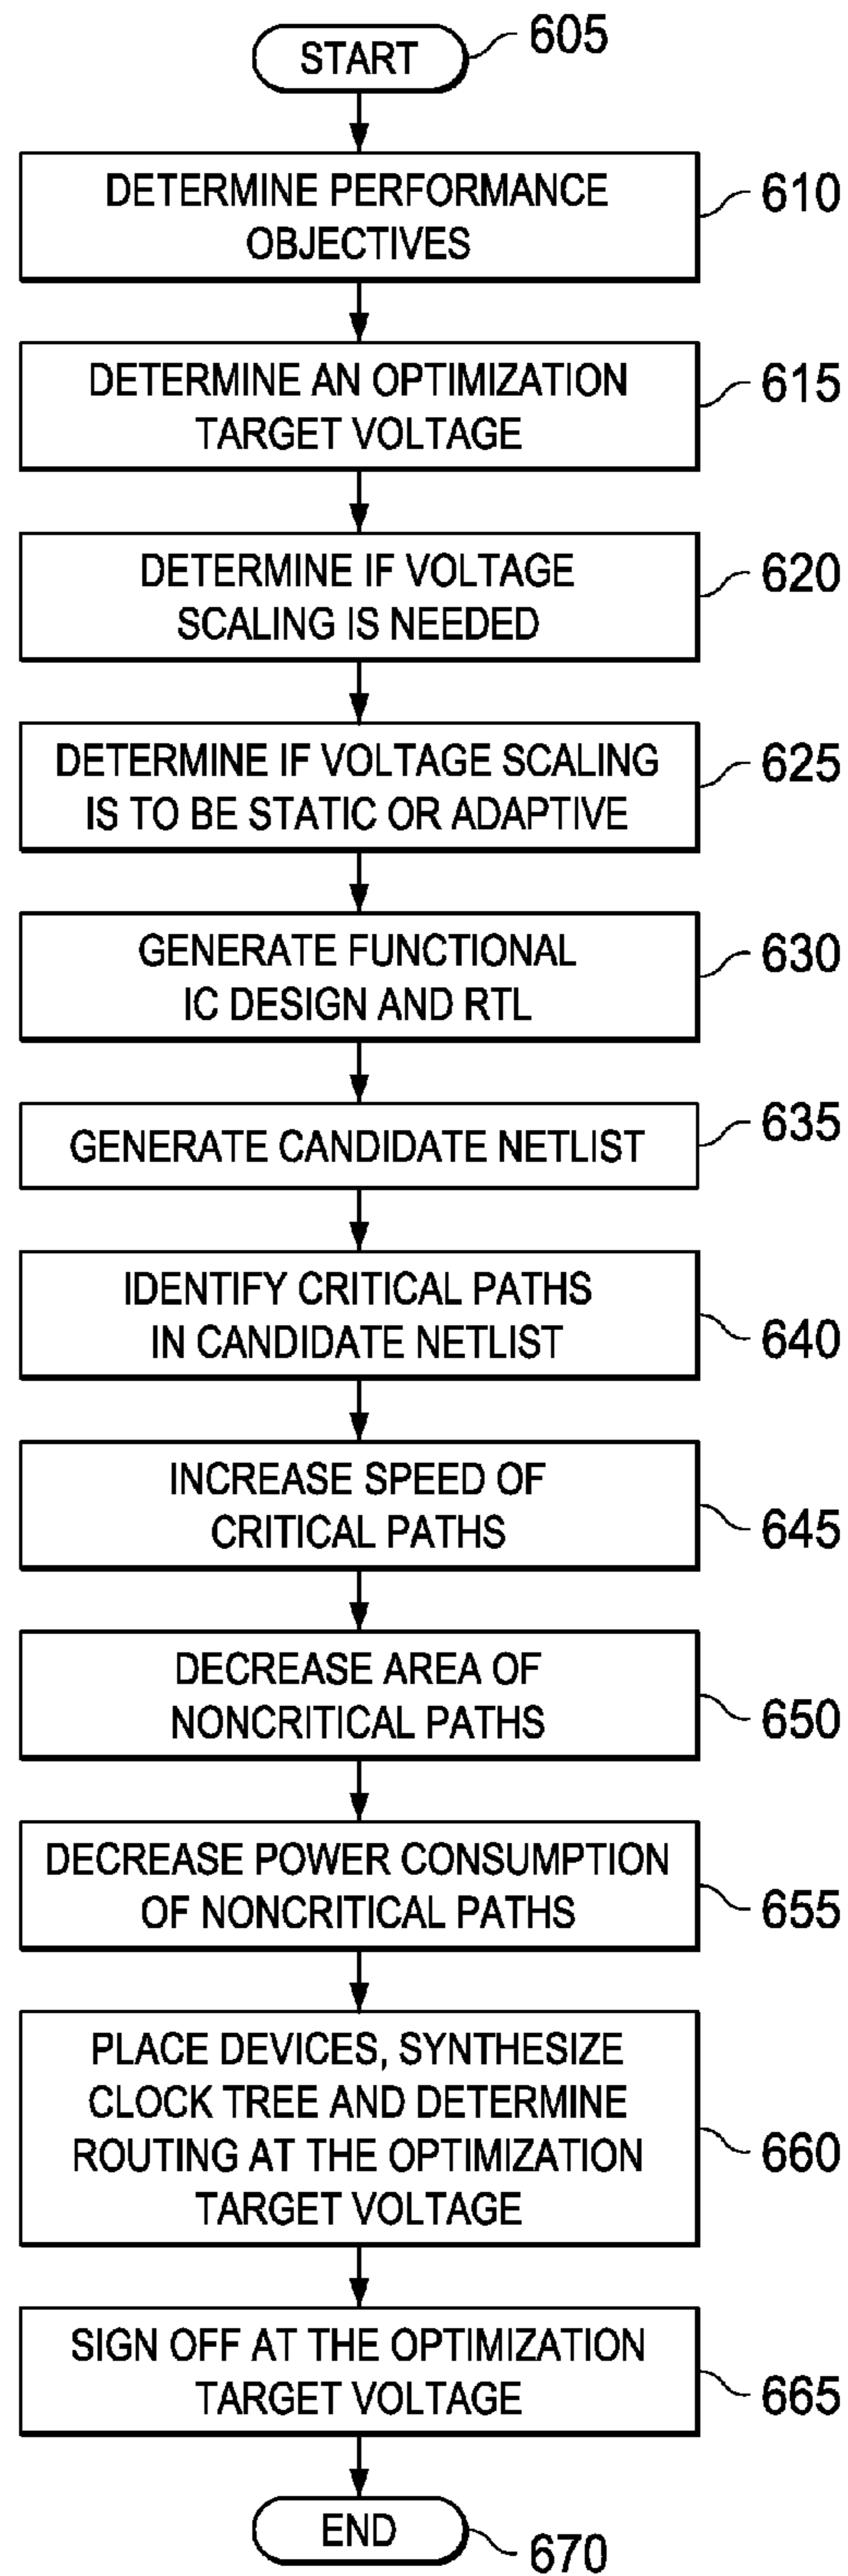 START
605
DETERMINE PERFORMANCE
OBJECTIVES
610
DETERMINE AN OPTIMIZATION
TARGET VOLTAGE
615
DETERMINE IF VOLTAGE
SCALING IS NEEDED
620
DETERMINE IF VOLTAGE SCALING
IS TO BE STATIC OR ADAPTIVE
625
GENERATE FUNCTIONAL
IC DESIGN AND RTL
630
GENERATE CANDIDATE NETLIST
635
IDENTIFY CRITICAL PATHS
IN CANDIDATE NETLIST
640
INCREASE SPEED OF
CRITICAL PATHS
645
DECREASE AREA OF
NONCRITICAL PATHS
650
DECREASE POWER CONSUMPTION
OF NONCRITICAL PATHS
655
PLACE DEVICES, SYNTHESIZE
CLOCK TREE AND DETERMINE
ROUTING AT THE OPTIMIZATION
TARGET VOLTAGE
660
SIGN OFF AT THE OPTIMIZATION
TARGET VOLTAGE
665
END
670